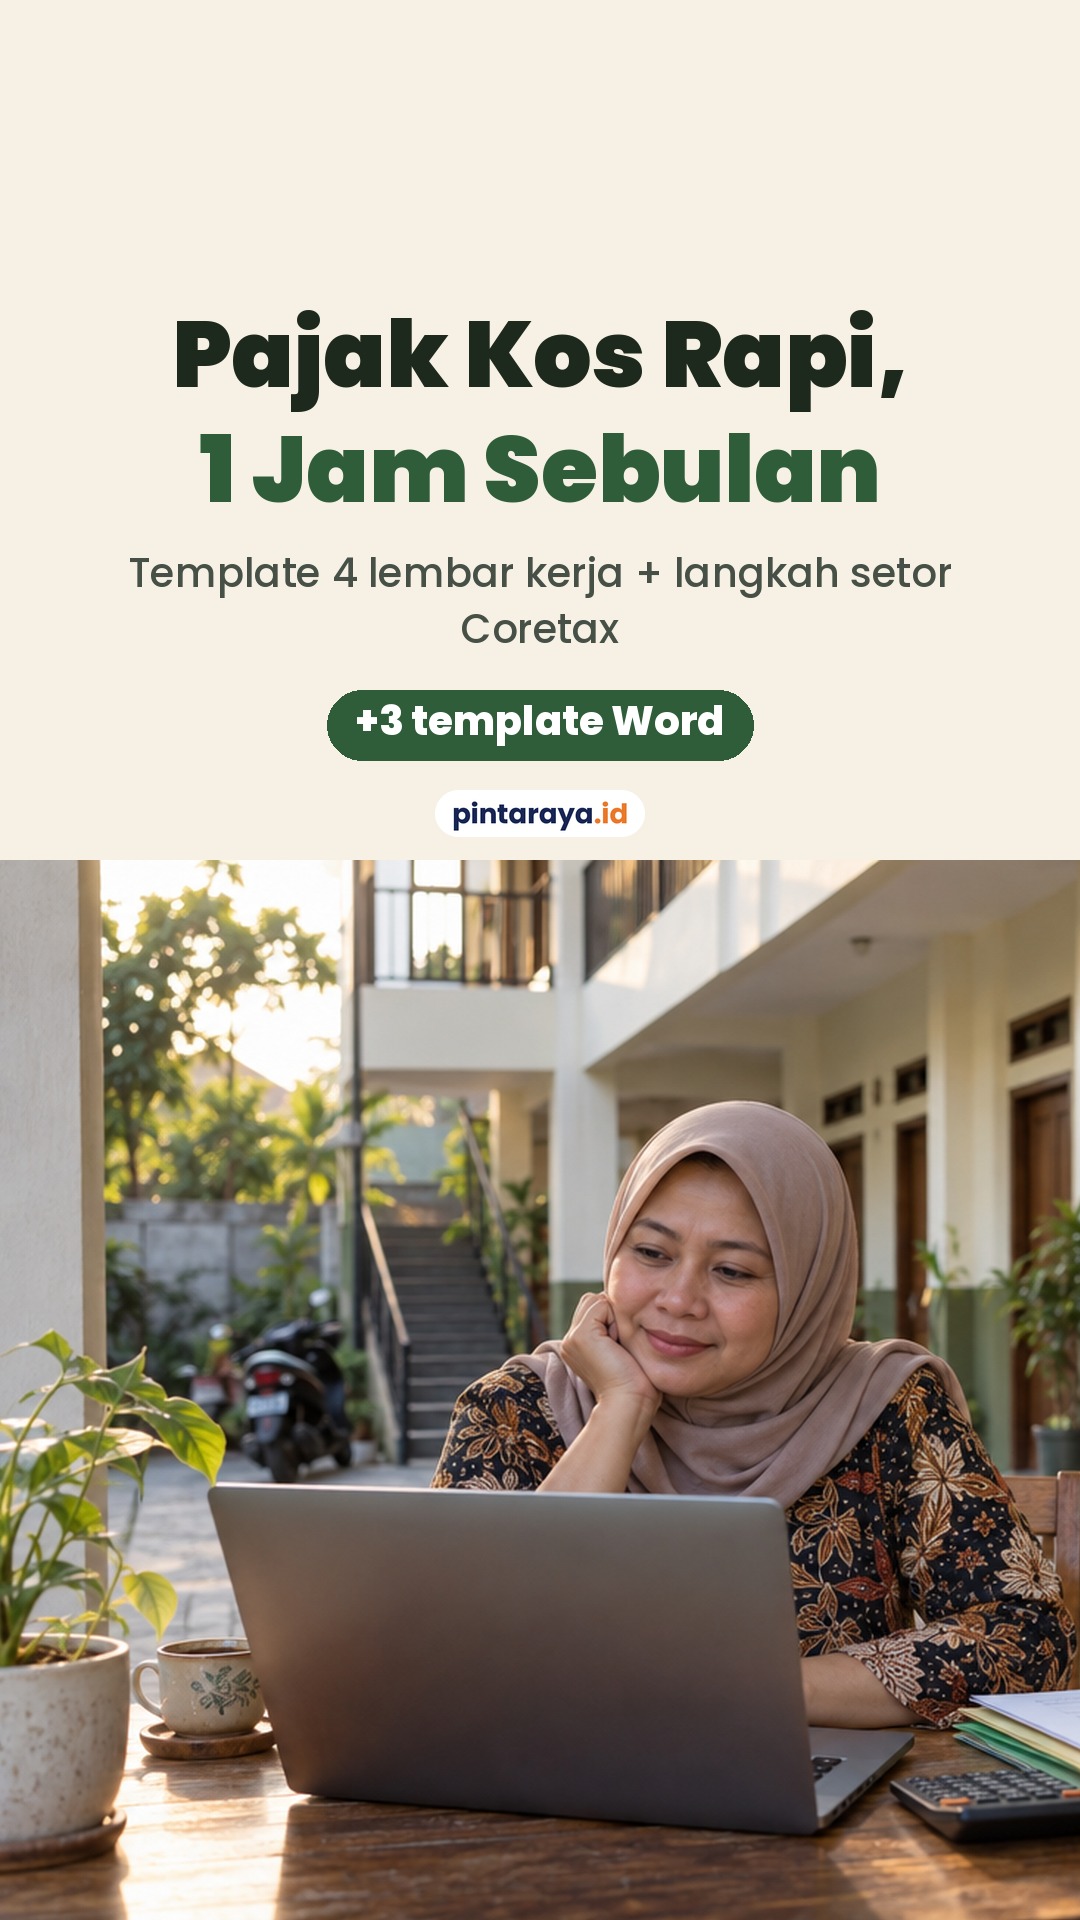 Pajak Kos Rapi,
1 Jam Sebulan
Template 4 lembar kerja + langkah setor
Coretax
+3 template Word
pintaraya.id